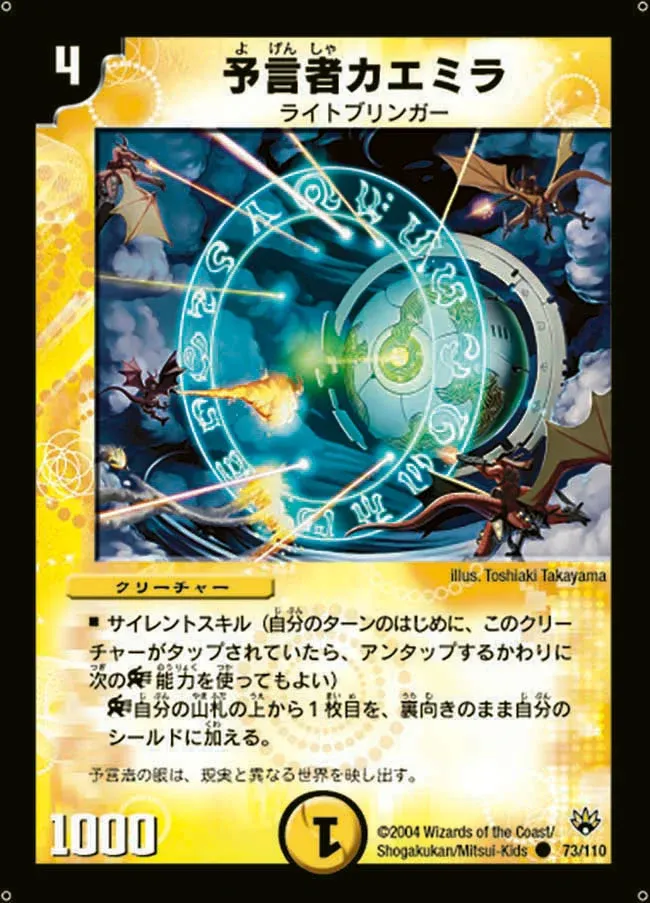 4
よげんしゃ
予言者カエミラ
ライトブリンガー
illus. Toshiaki Takayama
クリーチャー
■ サイレントスキル（自分のターンのはじめに、このクリー
チャーがタップされていたら、アンタップするかわりに
次の能力を使ってもよい）
自分の山札の上から1枚目を、裏向きのまま自分の
シールドに加える。
予言者の眼は、現実と異なる世界を映し出す。
1000
1
©2004 Wizards of the Coast/
Shogakukan/Mitsui-Kids ● 73/110